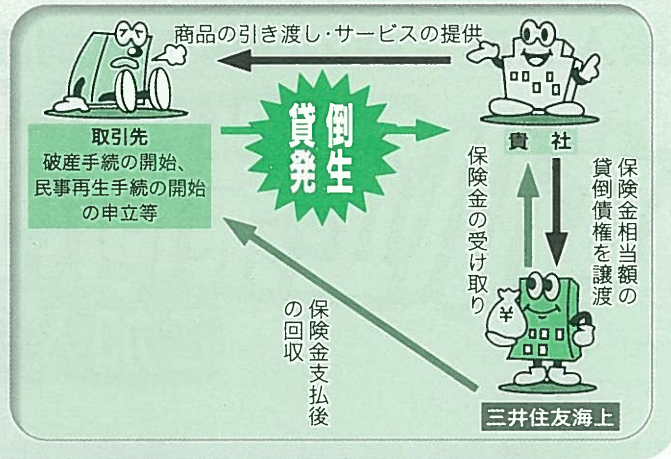 商品の引き渡し・サービスの提供
取引先
破産手続の開始、
民事再生手続の開始
の申立等
貸倒
発生
貴社
保険金相当額の
貸倒債権を譲渡
保険金の受け取り
¥
保険金支払後
の回収
三井住友海上